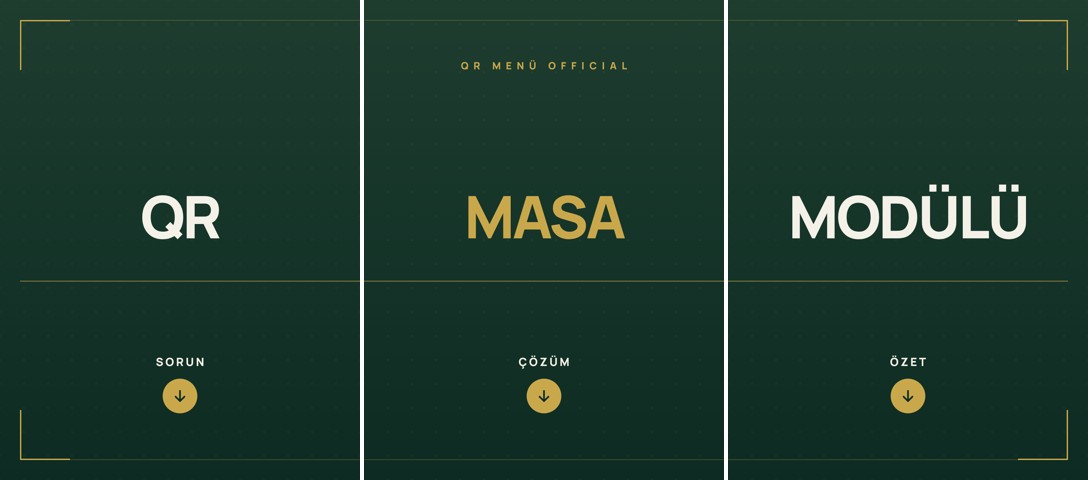 QR MENÜ OFFICIAL
QR MASA MODÜLÜ
SORUN ÇÖZÜM ÖZET